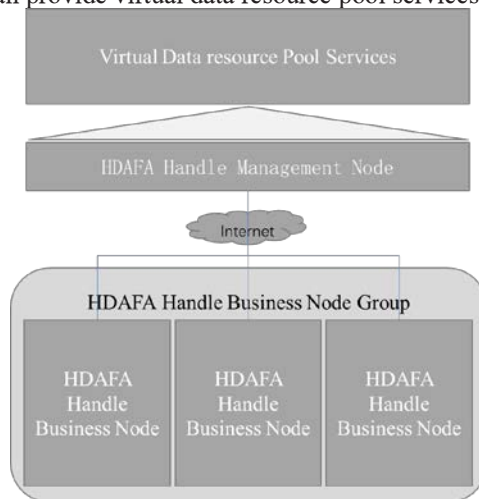 an provide virtual data resource pool services
Virtual Data resource Pool Services
HDAFA Handle Management Node
Internet
HDAFA Handle Business Node Group
HDAFA
Handle
Business Node
HDAFA
Handle
Business Node
HDAFA
Handle
Business Node